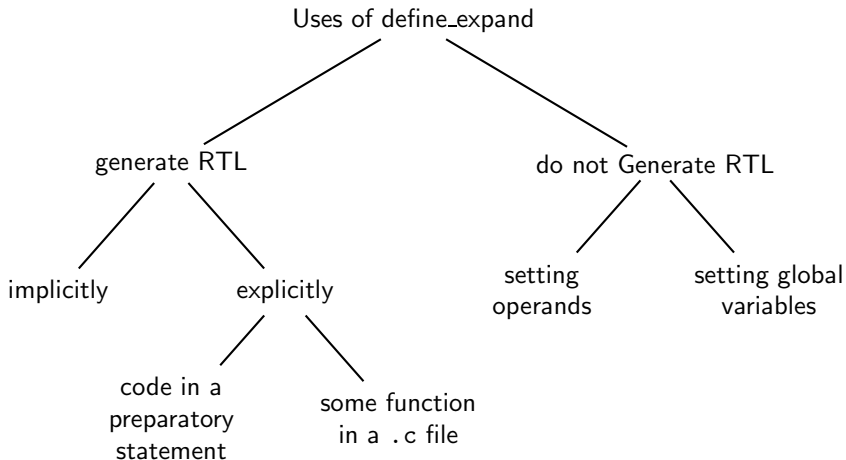 Uses of define_expand
generate RTL
do not Generate RTL
implicitly
explicitly
setting
operands
setting global
variables
code in a
preparatory
statement
some function
in a .c file